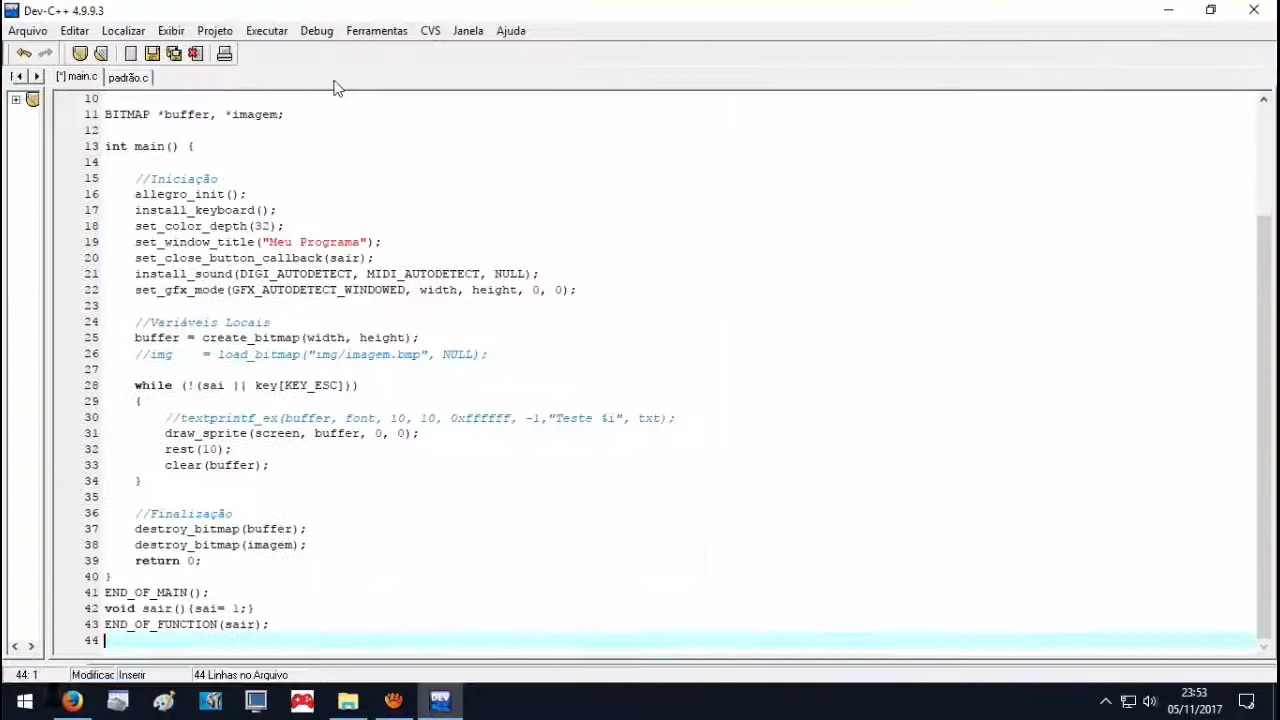 Dev-C++ 4.9.9.3
Arquivo Editar Localizar Exibir Projeto Executar Debug Ferramentas CVS Janela Ajuda
[*] main.c padrão.c
10
11 BITMAP *buffer, *imagem;
12
13 int main() {
14
15 //Iniciação
16 allegro_init();
17 install_keyboard();
18 set_color_depth(32);
19 set_window_title("Meu Programa");
20 set_close_button_callback(sair);
21 install_sound(DIGI_AUTODETECT, MIDI_AUTODETECT, NULL);
22 set_gfx_mode(GFX_AUTODETECT_WINDOWED, width, height, 0, 0);
23
24 //Variáveis Locais
25 buffer = create_bitmap(width, height);
26 //img    = load_bitmap("img/imagem.bmp", NULL);
27
28 while (!(sai || key[KEY_ESC]))
29 {
30 //textprintf_ex(buffer, font, 10, 10, 0xffffff, -1,"Teste %i", txt);
31 draw_sprite(screen, buffer, 0, 0);
32 rest(10);
33 clear(buffer);
34 }
35
36 //Finalização
37 destroy_bitmap(buffer);
38 destroy_bitmap(imagem);
39 return 0;
40 }
41 END_OF_MAIN();
42 void sair(){sai= 1;}
43 END_OF_FUNCTION(sair);
44
44: 1 Modificac Inserir 44 Linhas no Arquivo
DEV
23:53
05/11/2017